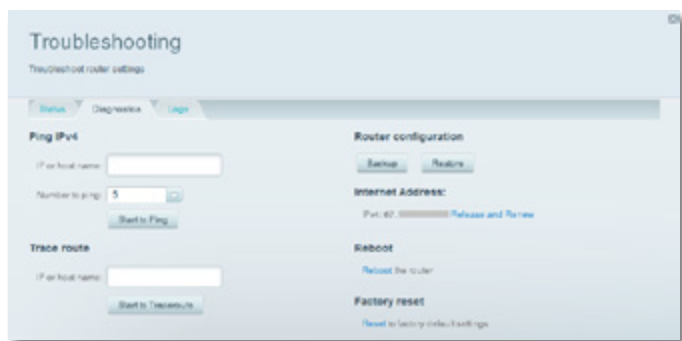 Troubleshooting
Troubleshoot router settings
Status
Diagnostics
Logs
Ping IPv4
IP or host name:
Number to ping: 5
Start to Ping
Trace route
IP or host name:
Start to Traceroute
Router configuration
Backup
Restore
Internet Address:
IPv4: 67. Release and Renew
Reboot
Reboot the router
Factory reset
Reset to factory default settings